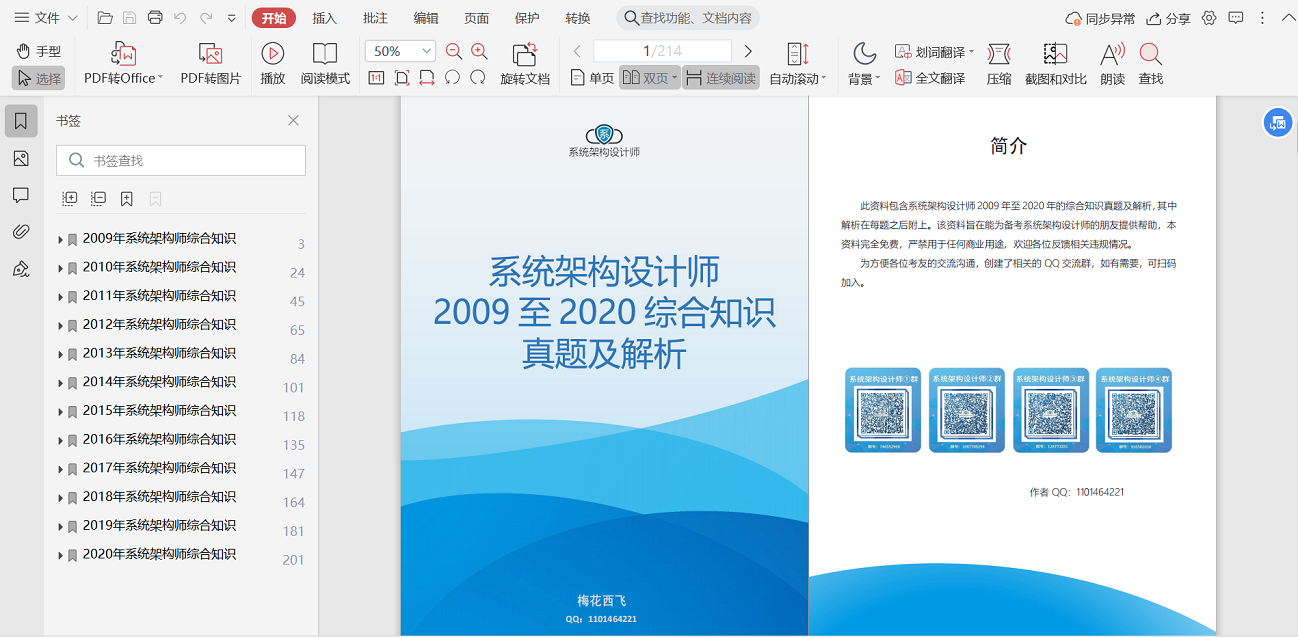 文件
开始
插入
批注
编辑
页面
保护
转换
查找功能、文档内容
同步异常
分享
手型
选择
PDF转Office
PDF转图片
播放
阅读模式
50%
1:1
旋转文档
1/214
单页
双页
连续阅读
自动滚动
背景
划词翻译
全文翻译
压缩
截图和对比
朗读
查找
书签
书签查找
2009年系统架构师综合知识 3
2010年系统架构师综合知识 24
2011年系统架构师综合知识 45
2012年系统架构师综合知识 65
2013年系统架构师综合知识 84
2014年系统架构师综合知识 101
2015年系统架构师综合知识 118
2016年系统架构师综合知识 135
2017年系统架构师综合知识 147
2018年系统架构师综合知识 164
2019年系统架构师综合知识 181
2020年系统架构师综合知识 201
系
系统架构设计师
系统架构设计师
2009 至 2020 综合知识
真题及解析
梅花西飞
QQ：1101464221
简介
此资料包含系统架构设计师 2009 年至 2020 年的综合知识真题及解析，其中
解析在每题之后附上。该资料旨在能为备考系统架构设计师的朋友提供帮助，本
资料完全免费，严禁用于任何商业用途，欢迎各位反馈相关违规情况。
为方便各位考友的交流沟通，创建了相关的 QQ 交流群，如有需要，可扫码
加入。
系统架构设计师①群
系统架构设计师②群
系统架构设计师③群
系统架构设计师④群
作者 QQ：1101464221